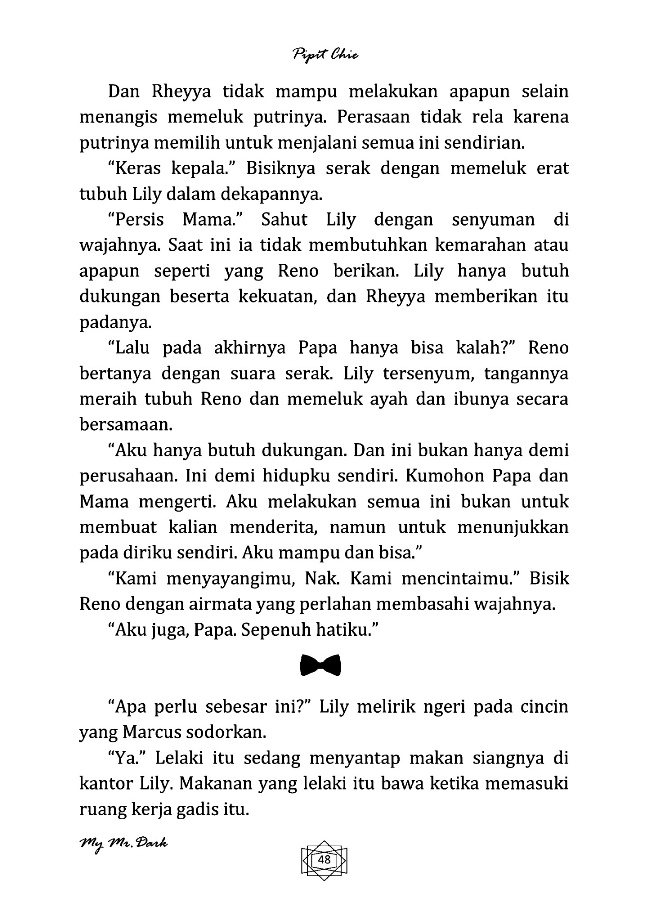 Pipit Chie
Dan Rheyya tidak mampu melakukan apapun selain
menangis memeluk putrinya. Perasaan tidak rela karena
putrinya memilih untuk menjalani semua ini sendirian.
“Keras kepala.” Bisiknya serak dengan memeluk erat
tubuh Lily dalam dekapannya.
“Persis Mama.” Sahut Lily dengan senyuman di
wajahnya. Saat ini ia tidak membutuhkan kemarahan atau
apapun seperti yang Reno berikan. Lily hanya butuh
dukungan beserta kekuatan, dan Rheyya memberikan itu
padanya.
“Lalu pada akhirnya Papa hanya bisa kalah?” Reno
bertanya dengan suara serak. Lily tersenyum, tangannya
meraih tubuh Reno dan memeluk ayah dan ibunya secara
bersamaan.
“Aku hanya butuh dukungan. Dan ini bukan hanya demi
perusahaan. Ini demi hidupku sendiri. Kumohon Papa dan
Mama mengerti. Aku melakukan semua ini bukan untuk
membuat kalian menderita, namun untuk menunjukkan
pada diriku sendiri. Aku mampu dan bisa.”
“Kami menyayangimu, Nak. Kami mencintaimu.” Bisik
Reno dengan airmata yang perlahan membasahi wajahnya.
“Aku juga, Papa. Sepenuh hatiku.”
“Apa perlu sebesar ini?” Lily melirik ngeri pada cincin
yang Marcus sodorkan.
“Ya.” Lelaki itu sedang menyantap makan siangnya di
kantor Lily. Makanan yang lelaki itu bawa ketika memasuki
ruang kerja gadis itu.
My Mr. Dark
48